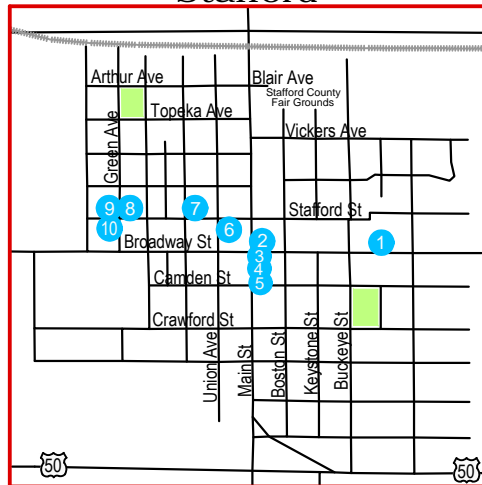 Stafford
Arthur Ave
Blair Ave
Stafford County
Fair Grounds
Topeka Ave
Green Ave
Vickers Ave
9
8
7
Stafford St
10
6
Broadway St
2
1
3
4
Camden St
5
Crawford St
Union Ave
Main St
Boston St
Keystone St
Buckeye St
50
50